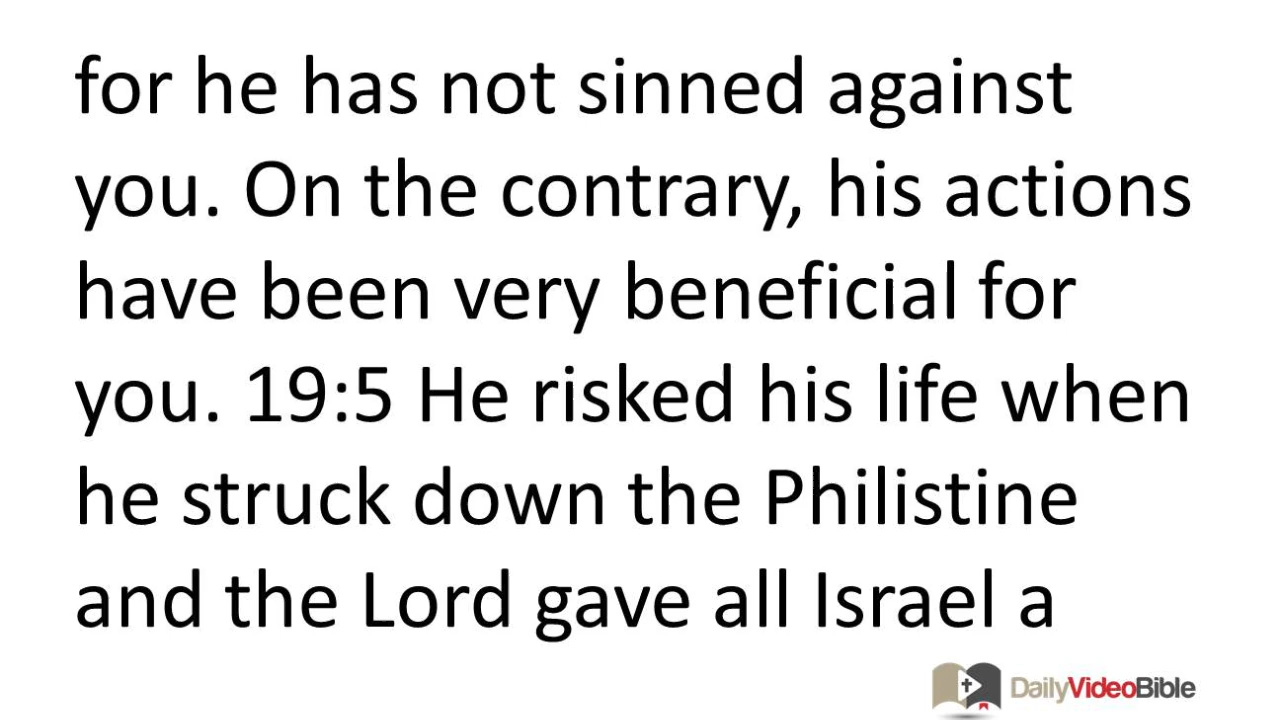 for he has not sinned against
you. On the contrary, his actions
have been very beneficial for
you. 19:5 He risked his life when
he struck down the Philistine
and the Lord gave all Israel a
DailyVideoBible